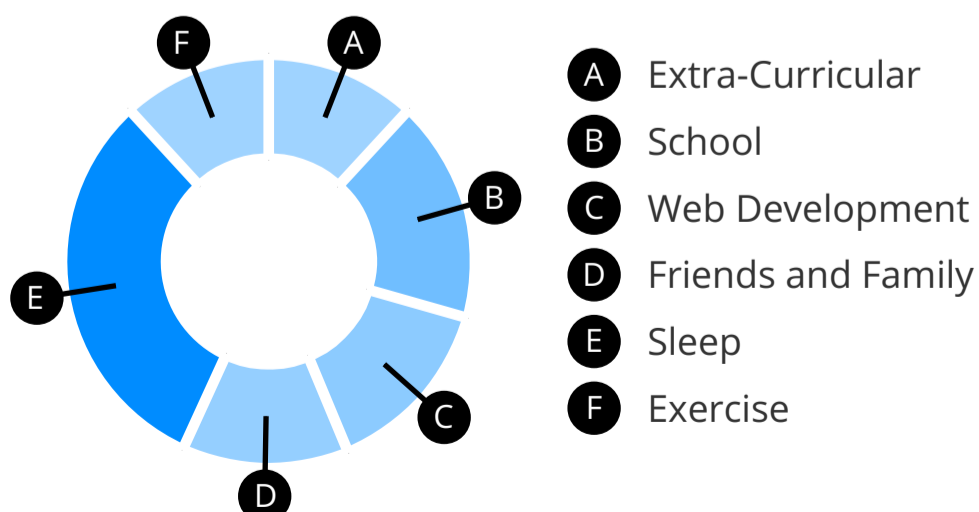 F
A
B
E
C
D
A Extra-Curricular
B School
C Web Development
D Friends and Family
E Sleep
F Exercise